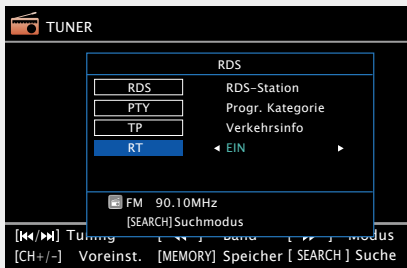 TUNER
RDS
RDS RDS-Station
PTY Progr. Kategorie
TP Verkehrsinfo
RT ◄ EIN ►
FM 90.10MHz
[SEARCH] Suchmodus
[⏮/⏭] Tuning [ ◄◄ ] Band [ ►► ] Modus
[CH+/-] Voreinst. [MEMORY] Speicher [ SEARCH ] Suche